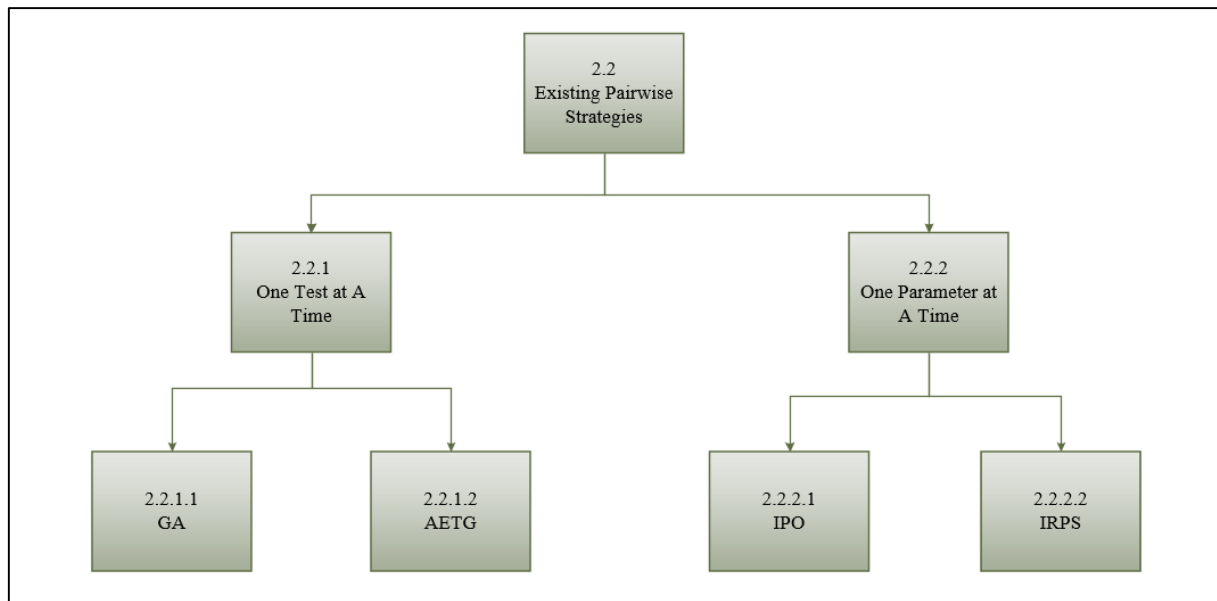 2.2
Existing Pairwise
Strategies
2.2.1
One Test at A
Time
2.2.2
One Parameter at
A Time
2.2.1.1
GA
2.2.1.2
AETG
2.2.2.1
IPO
2.2.2.2
IRPS